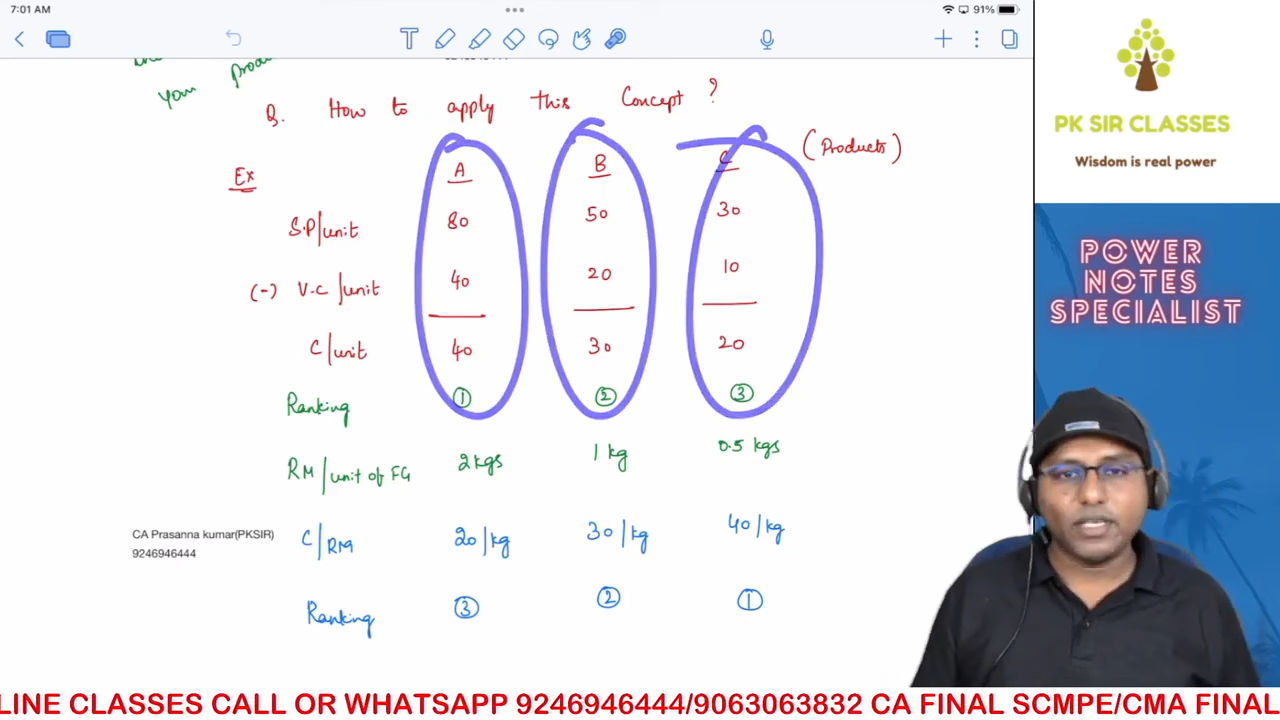 7:01 AM
91%
T
your
Q. How to apply this Concept ?
Ex A B C (Products)
S.P/unit 80 50 30
(-) V.C/unit 40 20 10
C/unit 40 30 20
Ranking 1 2 3
RM/unit of FG 2kgs 1 kg 0.5 kgs
C/RM 20/kg 30/kg 40/kg
Ranking 3 2 1
CA Prasanna kumar(PKSIR)
9246946444
PK SIR CLASSES
Wisdom is real power
POWER
NOTES
SPECIALIST
LINE CLASSES CALL OR WHATSAPP 9246946444/9063063832 CA FINAL SCMPE/CMA FINAL